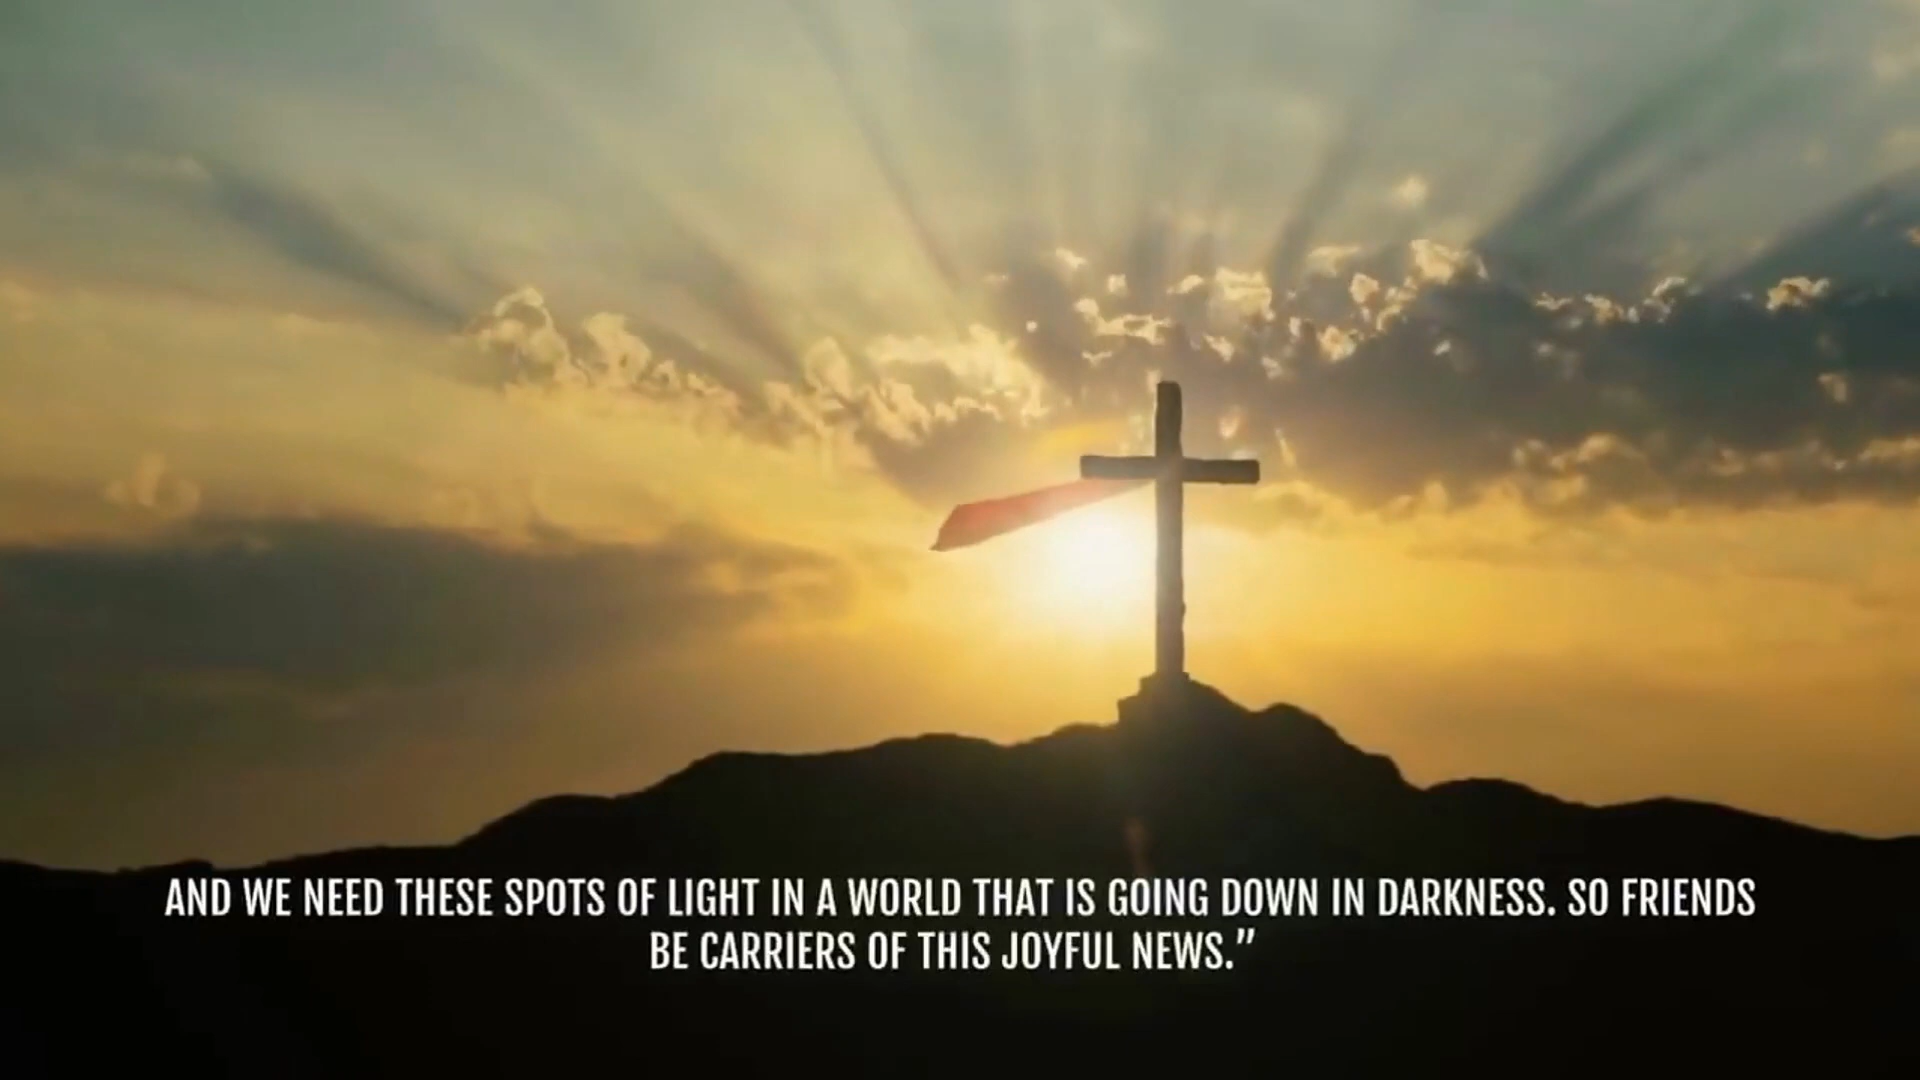 AND WE NEED THESE SPOTS OF LIGHT IN A WORLD THAT IS GOING DOWN IN DARKNESS. SO FRIENDS
BE CARRIERS OF THIS JOYFUL NEWS.”